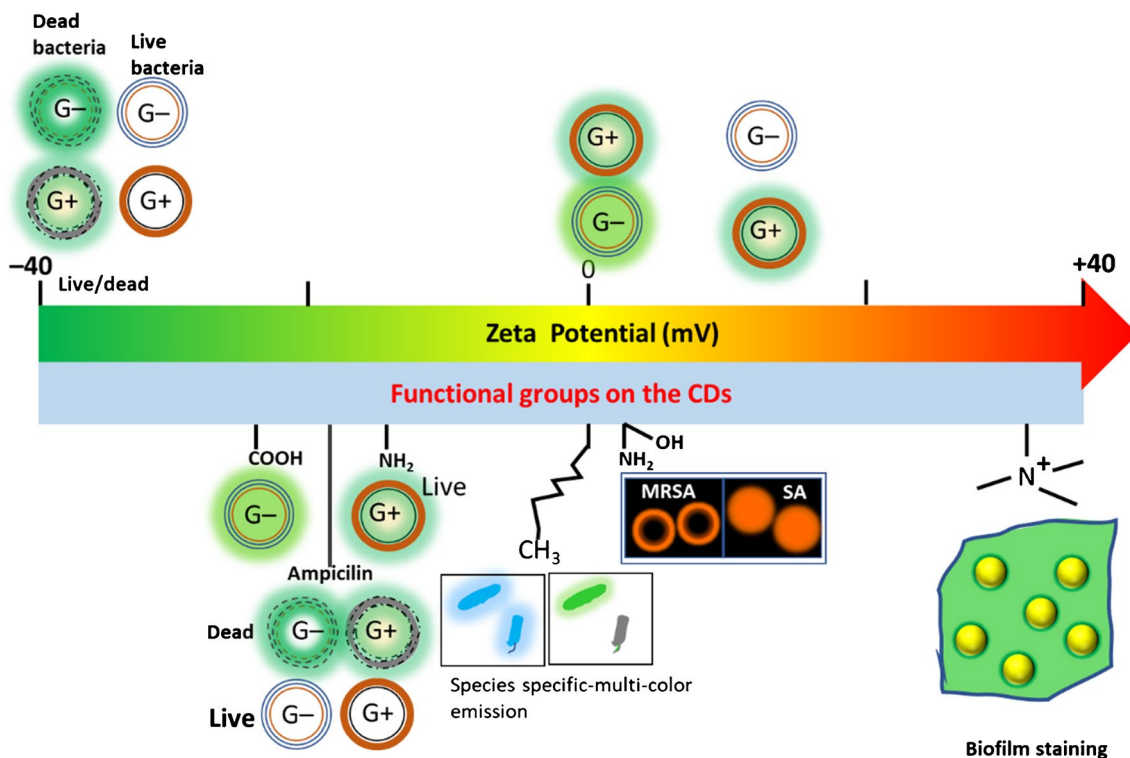 Dead
bacteria
Live
bacteria
G–
G–
G+
G+
G+
G–
G–
G+
–40
0
+40
Live/dead
Zeta Potential (mV)
Functional groups on the CDs
COOH
NH2
OH
NH2
N+
G–
G+
Live
MRSA
SA
CH3
Ampicilin
Dead
G–
G+
Live
G–
G+
Species specific-multi-color
emission
Biofilm staining